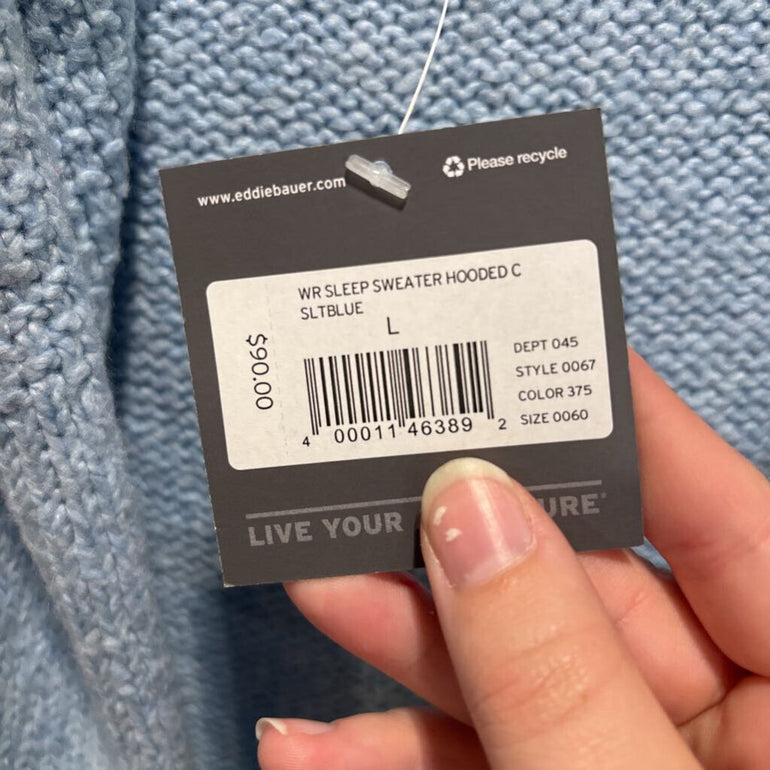 www.eddiebauer.com
Please recycle
WR SLEEP SWEATER HOODED C
SLTBLUE
L
$90.00
DEPT 045
STYLE 0067
COLOR 375
SIZE 0060
4 00011 46389 2
LIVE YOUR